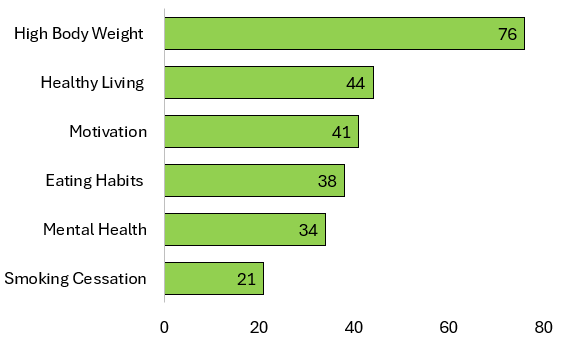 High Body Weight 76
Healthy Living 44
Motivation 41
Eating Habits 38
Mental Health 34
Smoking Cessation 21
0 20 40 60 80